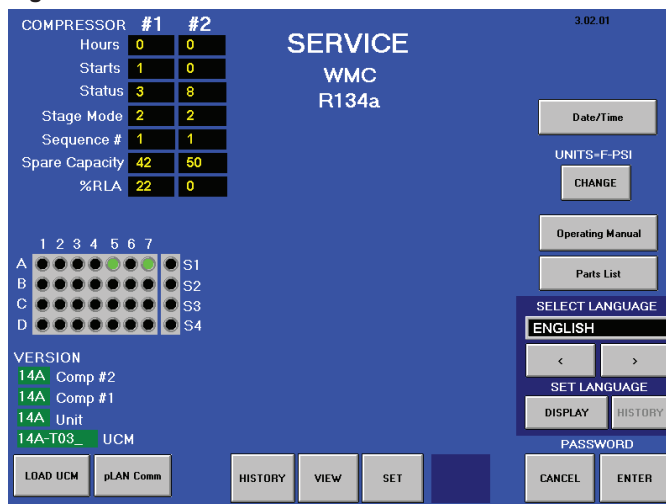 COMPRESSOR #1 #2
Hours 0 0
Starts 1 0
Status 3 8
Stage Mode 2 2
Sequence # 1 1
Spare Capacity 42 50
%RLA 22 0
SERVICE
WMC
R134a
3.02.01
Date/Time
UNITS=F-PSI
CHANGE
Operating Manual
Parts List
1 2 3 4 5 6 7
A S1
B S2
C S3
D S4
SELECT LANGUAGE
ENGLISH
< >
SET LANGUAGE
DISPLAY HISTORY
VERSION
14A Comp #2
14A Comp #1
14A Unit
14A-T03_ UCM
PASSWORD
LOAD UCM pLAN Comm HISTORY VIEW SET CANCEL ENTER